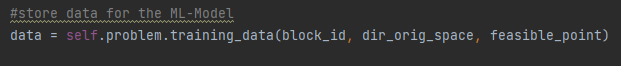 #store data for the ML-Model
data = self.problem.training_data(block_id, dir_orig_space, feasible_point)